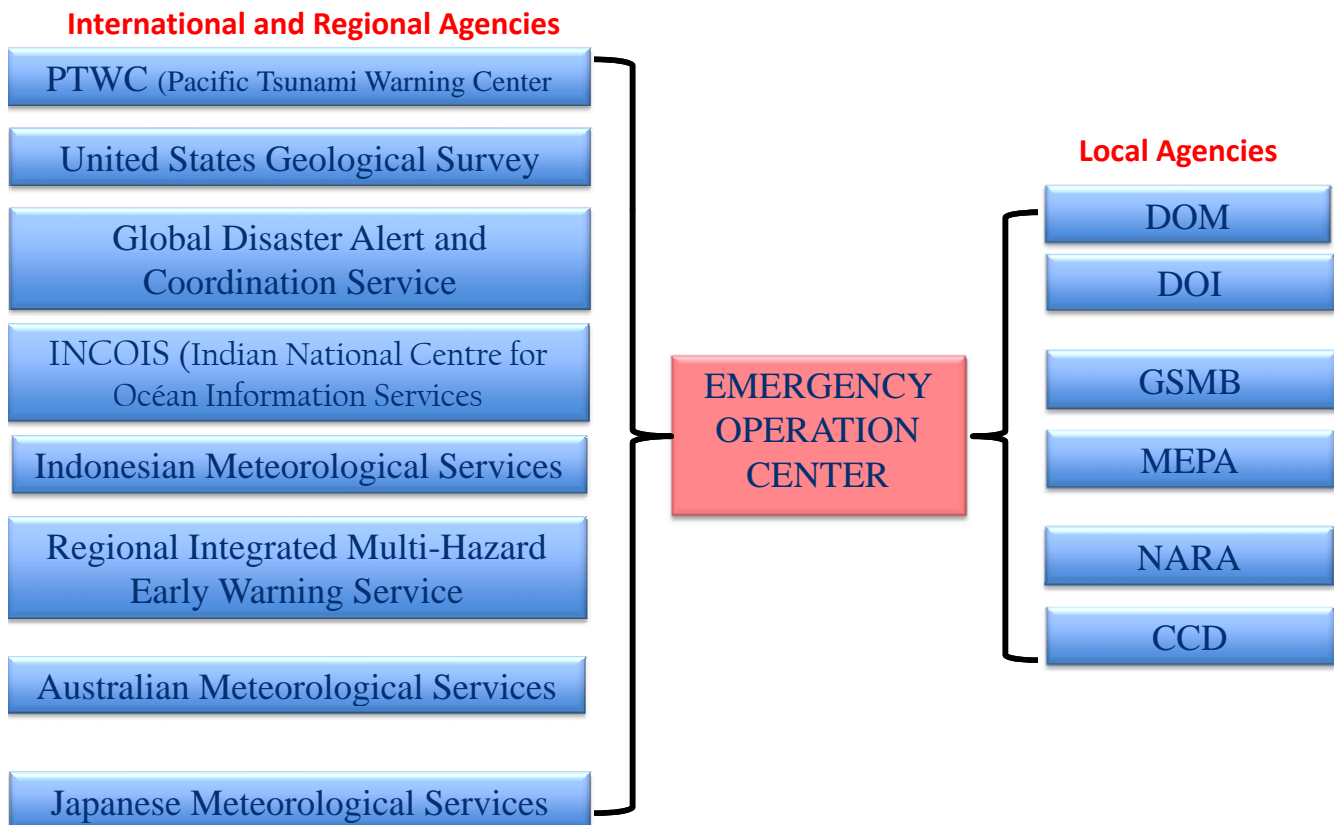 International and Regional Agencies
PTWC (Pacific Tsunami Warning Center
United States Geological Survey
Global Disaster Alert and
Coordination Service
INCOIS (Indian National Centre for
Océan Information Services
Indonesian Meteorological Services
Regional Integrated Multi-Hazard
Early Warning Service
Australian Meteorological Services
Japanese Meteorological Services
EMERGENCY
OPERATION
CENTER
Local Agencies
DOM
DOI
GSMB
MEPA
NARA
CCD